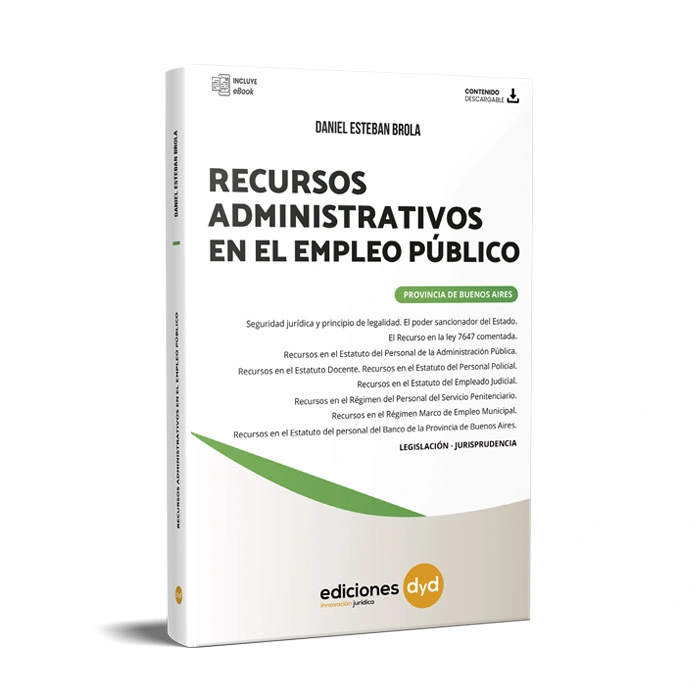 INCLUYE
eBook
CONTENIDO
DESCARGABLE
DANIEL ESTEBAN BROLA
RECURSOS
ADMINISTRATIVOS
EN EL EMPLEO PÚBLICO
PROVINCIA DE BUENOS AIRES
Seguridad jurídica y principio de legalidad. El poder sancionador del Estado.
El Recurso en la ley 7647 comentada.
Recursos en el Estatuto del Personal de la Administración Pública.
Recursos en el Estatuto Docente. Recursos en el Estatuto del Personal Policial.
Recursos en el Estatuto del Empleado Judicial.
Recursos en el Régimen del Personal del Servicio Penitenciario.
Recursos en el Régimen Marco de Empleo Municipal.
Recursos en el Estatuto del personal del Banco de la Provincia de Buenos Aires.
LEGISLACIÓN - JURISPRUDENCIA
ediciones dyd
innovación jurídica
DANIEL ESTEBAN BROLA
RECURSOS ADMINISTRATIVOS EN EL EMPLEO PÚBLICO
dyd